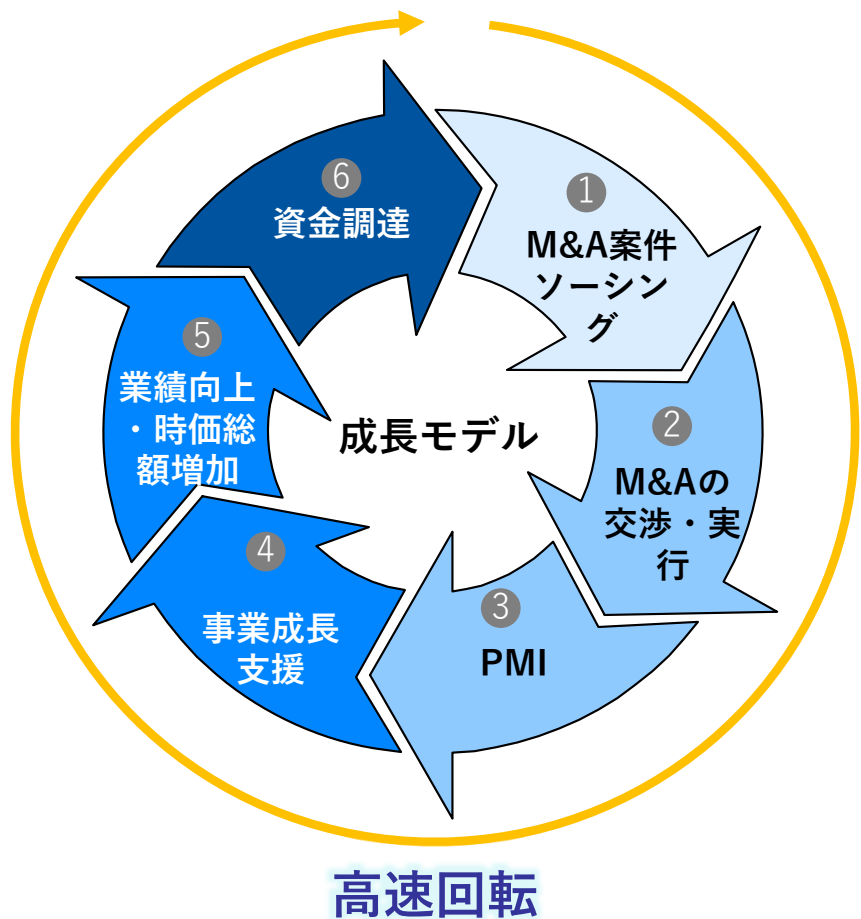 ❶
M&A案件
ソーシン
グ
❷
M&Aの
交渉・実
行
❸
PMI
❹
事業成長
支援
❺
業績向上
・時価総
額増加
❻
資金調達
成長モデル
高速回転